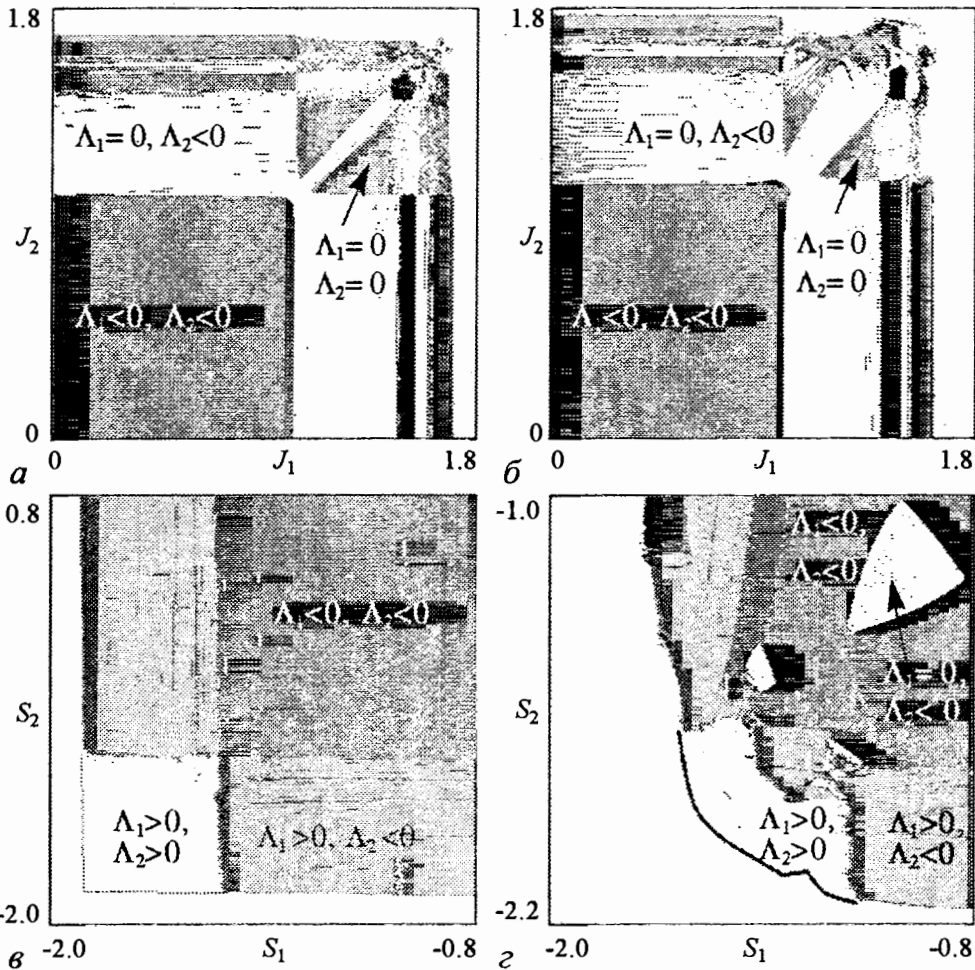 1.8
Λ₁= 0, Λ₂<0
J₂
Λ₁= 0
Λ₂= 0
Λ₁<0, Λ₂<0
0
а
0
J₁
1.8
1.8
Λ₁= 0, Λ₂<0
J₂
Λ₁= 0
Λ₂= 0
Λ₁<0, Λ₂<0
0
б
0
J₁
1.8
0.8
Λ₁<0, Λ₂<0
S₂
Λ₁>0,
Λ₂>0
Λ₁>0, Λ₂<0
-2.0
в
-2.0
S₁
-0.8
-1.0
Λ₁<0,
Λ₂<0
Λ₁= 0,
Λ₂<0
S₂
Λ₁>0,
Λ₂>0
Λ₁>0,
Λ₂<0
-2.2
г
-2.0
S₁
-0.8